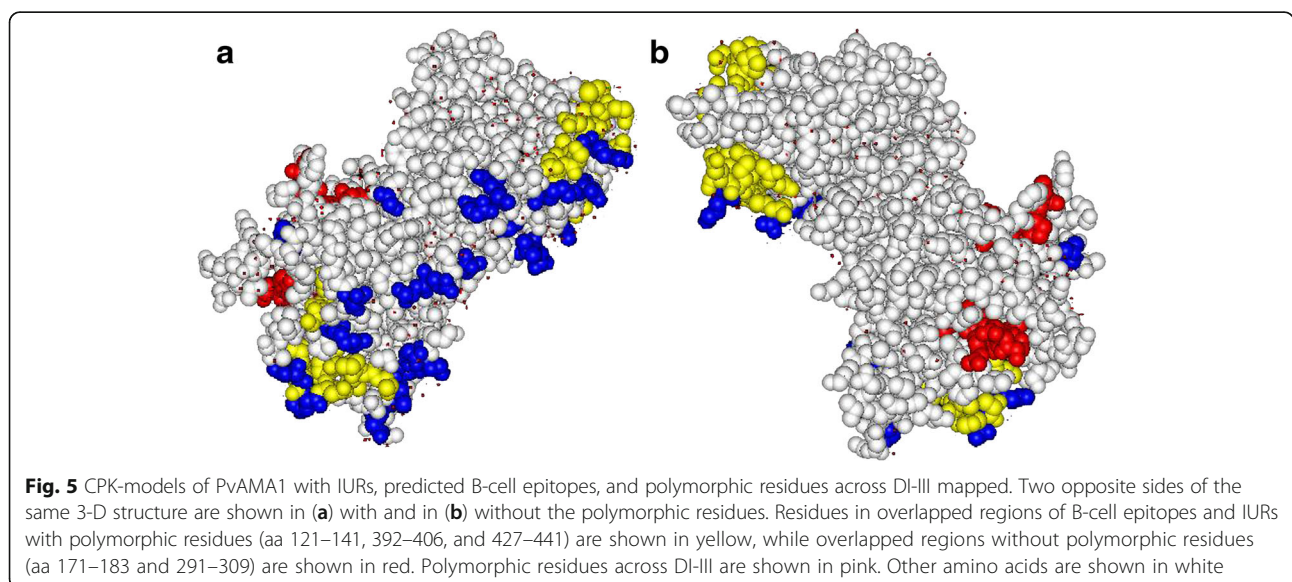 a
b
Fig. 5 CPK-models of PvAMA1 with IURs, predicted B-cell epitopes, and polymorphic residues across DI-III mapped. Two opposite sides of the
same 3-D structure are shown in (a) with and in (b) without the polymorphic residues. Residues in overlapped regions of B-cell epitopes and IURs
with polymorphic residues (aa 121–141, 392–406, and 427–441) are shown in yellow, while overlapped regions without polymorphic residues
(aa 171–183 and 291–309) are shown in red. Polymorphic residues across DI-III are shown in pink. Other amino acids are shown in white